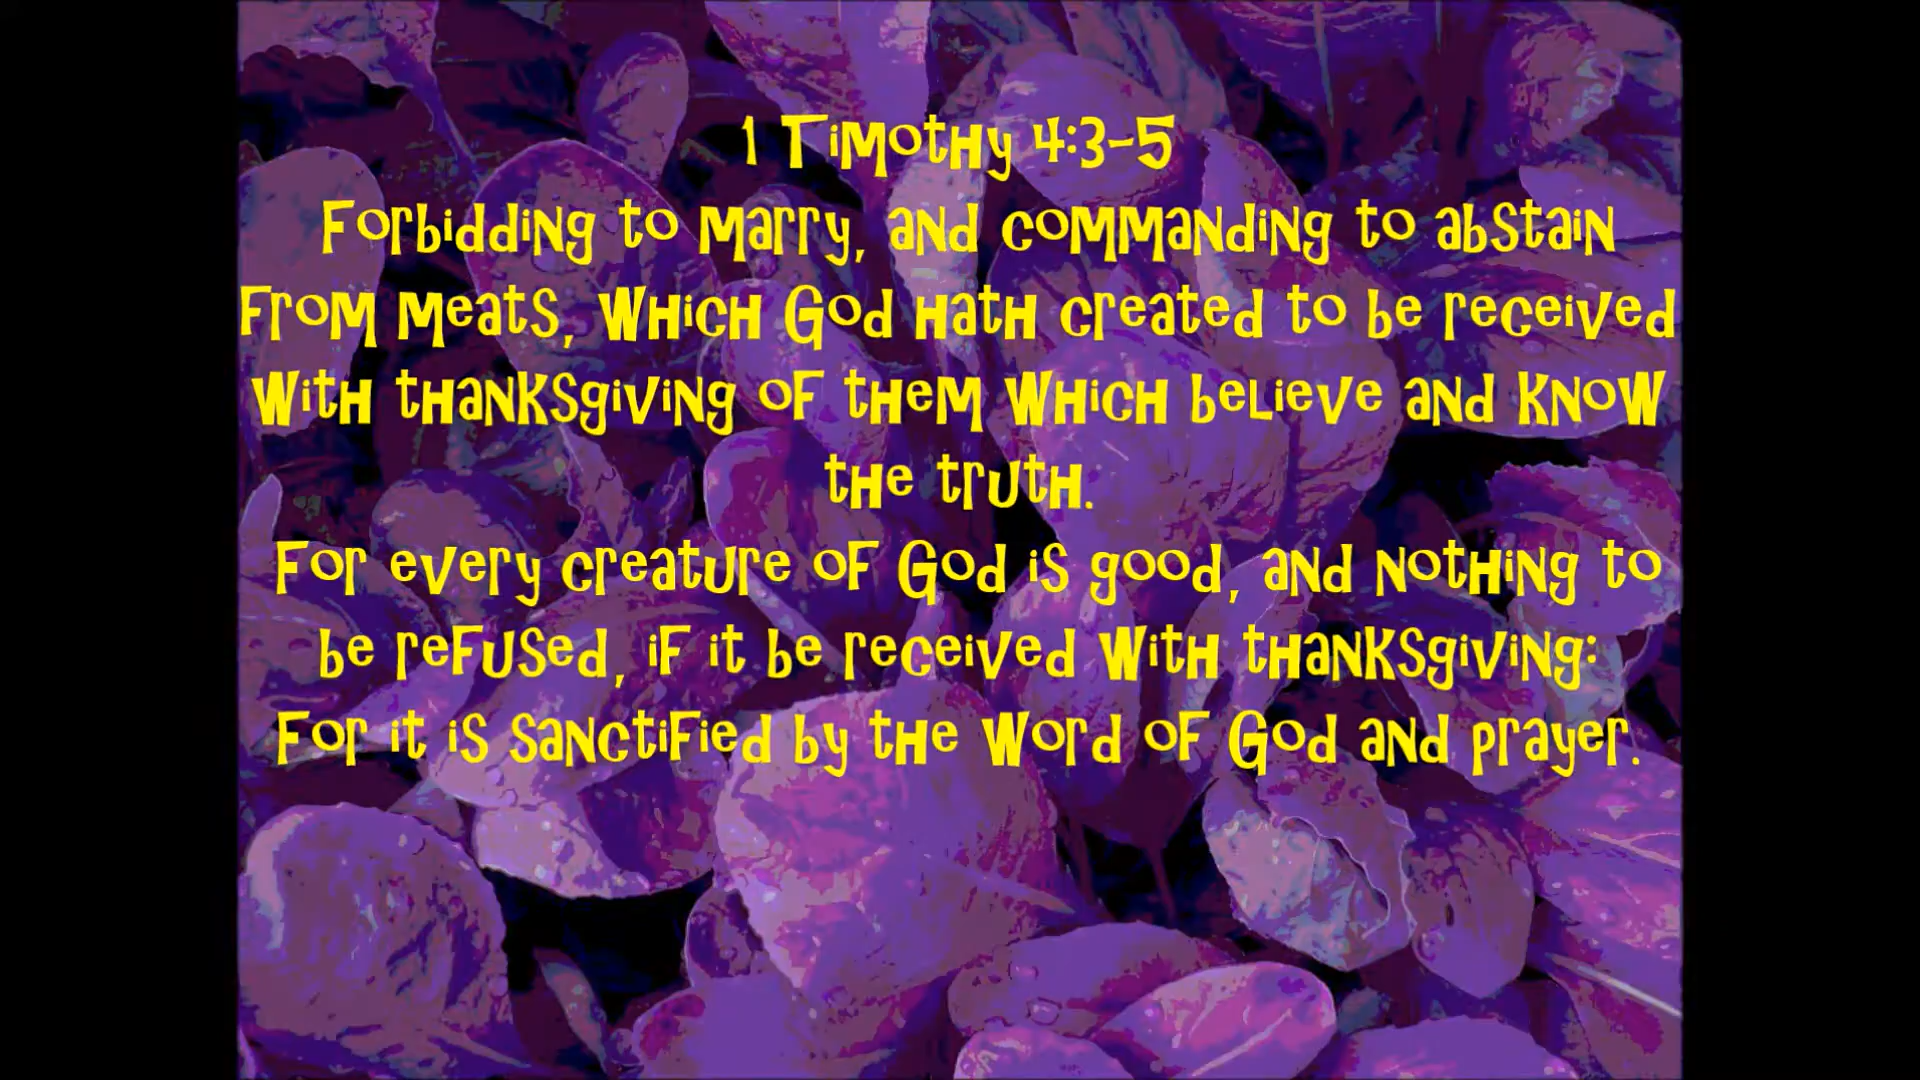 1 Timothy 4:3-5
Forbidding to marry, and commanding to abstain
from meats, which God hath created to be received
with thanksgiving of them which believe and know
the truth.
For every creature of God is good, and nothing to
be refused, if it be received with thanksgiving:
For it is sanctified by the word of God and prayer.